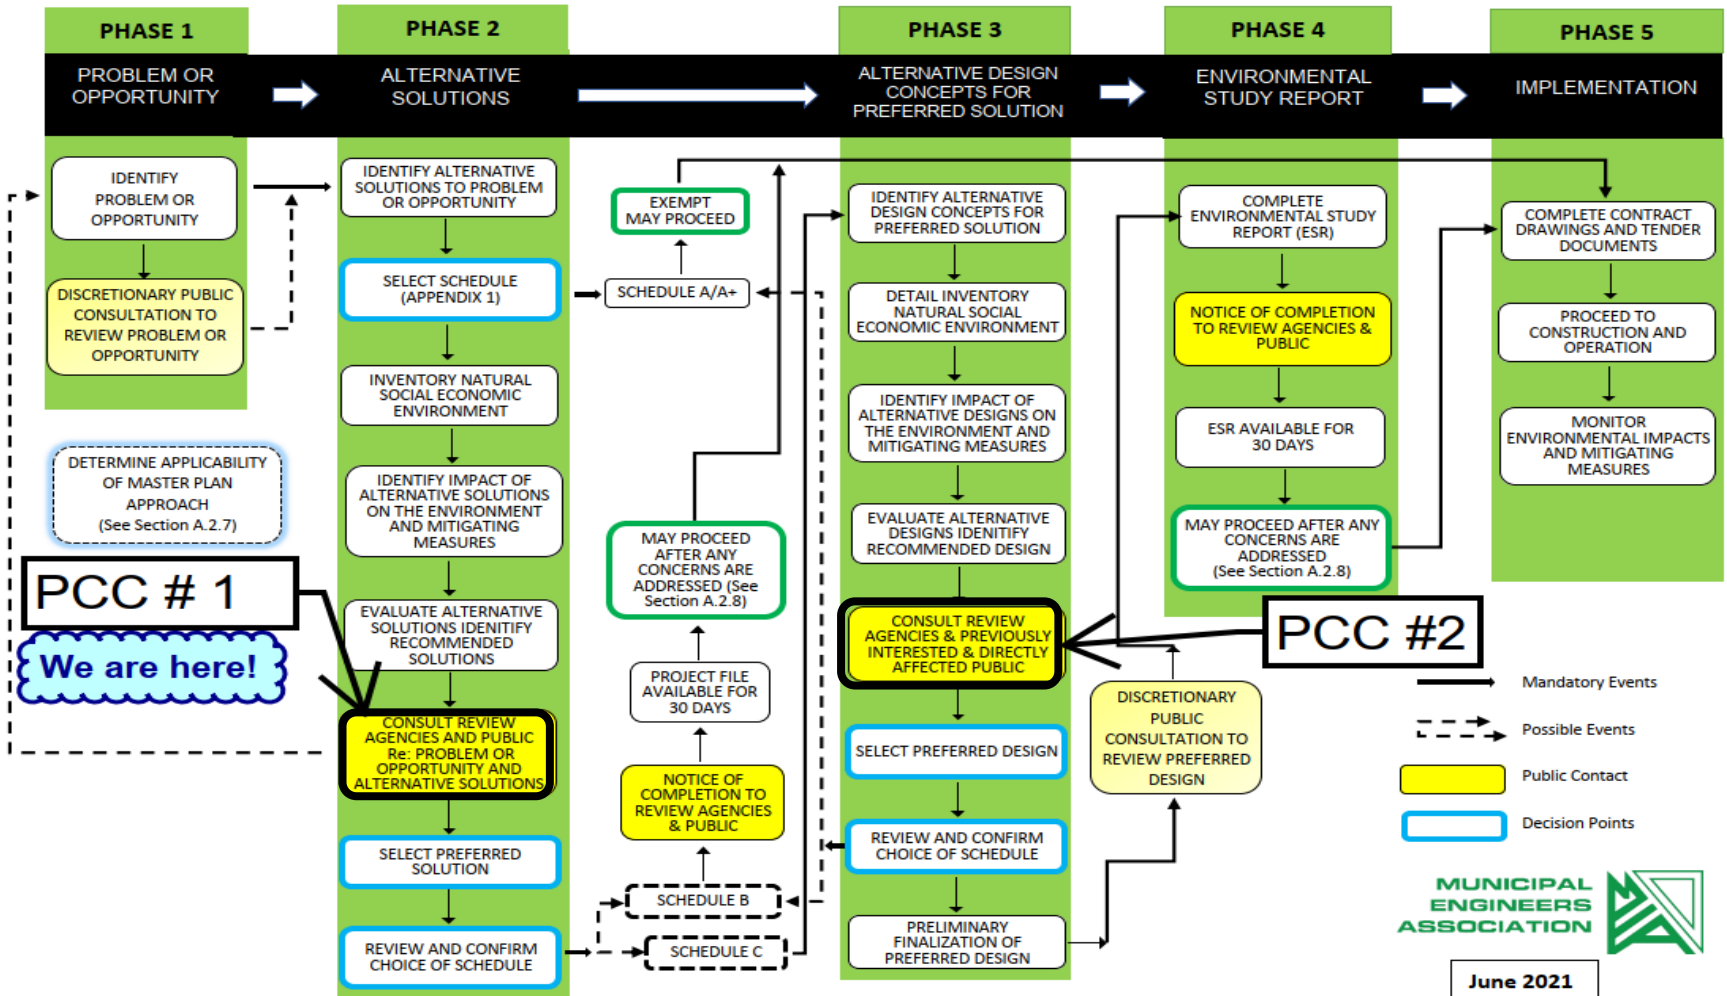 PHASE 1
PROBLEM OR
OPPORTUNITY
IDENTIFY
PROBLEM OR
OPPORTUNITY
DISCRETIONARY PUBLIC
CONSULTATION TO
REVIEW PROBLEM OR
OPPORTUNITY
DETERMINE APPLICABILITY
OF MASTER PLAN
APPROACH
(See Section A.2.7)
PCC # 1
We are here!
PHASE 2
ALTERNATIVE
SOLUTIONS
IDENTIFY ALTERNATIVE
SOLUTIONS TO PROBLEM
OR OPPORTUNITY
SELECT SCHEDULE
(APPENDIX 1)
INVENTORY NATURAL
SOCIAL ECONOMIC
ENVIRONMENT
IDENTIFY IMPACT OF
ALTERNATIVE SOLUTIONS
ON THE ENVIRONMENT
AND MITIGATING
MEASURES
EVALUATE ALTERNATIVE
SOLUTIONS IDENITIFY
RECOMMENDED
SOLUTIONS
CONSULT REVIEW
AGENCIES AND PUBLIC
Re: PROBLEM OR
OPPORTUNITY AND
ALTERNATIVE SOLUTIONS
SELECT PREFERRED
SOLUTION
REVIEW AND CONFIRM
CHOICE OF SCHEDULE
EXEMPT
MAY PROCEED
SCHEDULE A/A+
MAY PROCEED
AFTER ANY
CONCERNS ARE
ADDRESSED (See
Section A.2.8)
PROJECT FILE
AVAILABLE FOR
30 DAYS
NOTICE OF
COMPLETION TO
REVIEW AGENCIES
& PUBLIC
SCHEDULE B
SCHEDULE C
PHASE 3
ALTERNATIVE DESIGN
CONCEPTS FOR
PREFERRED SOLUTION
IDENTIFY ALTERNATIVE
DESIGN CONCEPTS FOR
PREFERRED SOLUTION
DETAIL INVENTORY
NATURAL SOCIAL
ECONOMIC ENVIRONMENT
IDENTIFY IMPACT OF
ALTERNATIVE DESIGNS ON
THE ENVIRONMENT AND
MITIGATING MEASURES
EVALUATE ALTERNATIVE
DESIGNS IDENITIFY
RECOMMENDED DESIGN
CONSULT REVIEW
AGENCIES & PREVIOUSLY
INTERESTED & DIRECTLY
AFFECTED PUBLIC
SELECT PREFERRED DESIGN
REVIEW AND CONFIRM
CHOICE OF SCHEDULE
PRELIMINARY
FINALIZATION OF
PREFERRED DESIGN
PHASE 4
ENVIRONMENTAL
STUDY REPORT
COMPLETE
ENVIRONMENTAL STUDY
REPORT (ESR)
NOTICE OF COMPLETION
TO REVIEW AGENCIES &
PUBLIC
ESR AVAILABLE FOR
30 DAYS
MAY PROCEED AFTER ANY
CONCERNS ARE
ADDRESSED
(See Section A.2.8)
PCC #2
DISCRETIONARY
PUBLIC
CONSULTATION TO
REVIEW PREFERRED
DESIGN
PHASE 5
IMPLEMENTATION
COMPLETE CONTRACT
DRAWINGS AND TENDER
DOCUMENTS
PROCEED TO
CONSTRUCTION AND
OPERATION
MONITOR
ENVIRONMENTAL IMPACTS
AND MITIGATING
MEASURES
Mandatory Events
Possible Events
Public Contact
Decision Points
MUNICIPAL
ENGINEERS
ASSOCIATION
June 2021